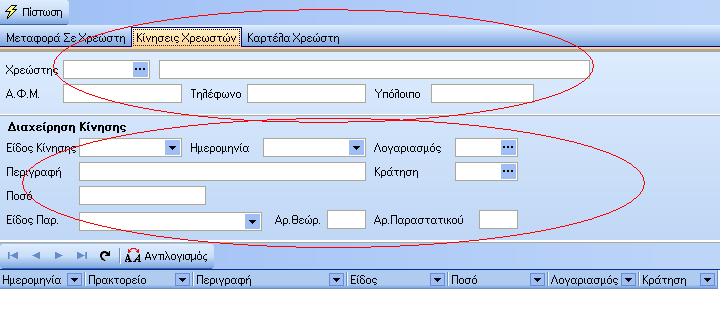 Πίστωση
Μεταφορά Σε Χρεώστη Κίνησεις Χρεωστών Καρτέλα Χρεώστη
Χρεώστης
Α.Φ.Μ. Τηλέφωνο Υπόλοιπο
Διαχείρηση Κίνησης
Είδος Κίνησης Ημερομηνία Λογαριασμός
Περιγραφή Κράτηση
Ποσό
Είδος Παρ. Αρ.Θεώρ. Αρ.Παραστατικού
Αντιλογισμός
Ημερομηνία Πρακτορείο Περιγραφή Είδος Ποσό Λογαριασμός Κράτηση